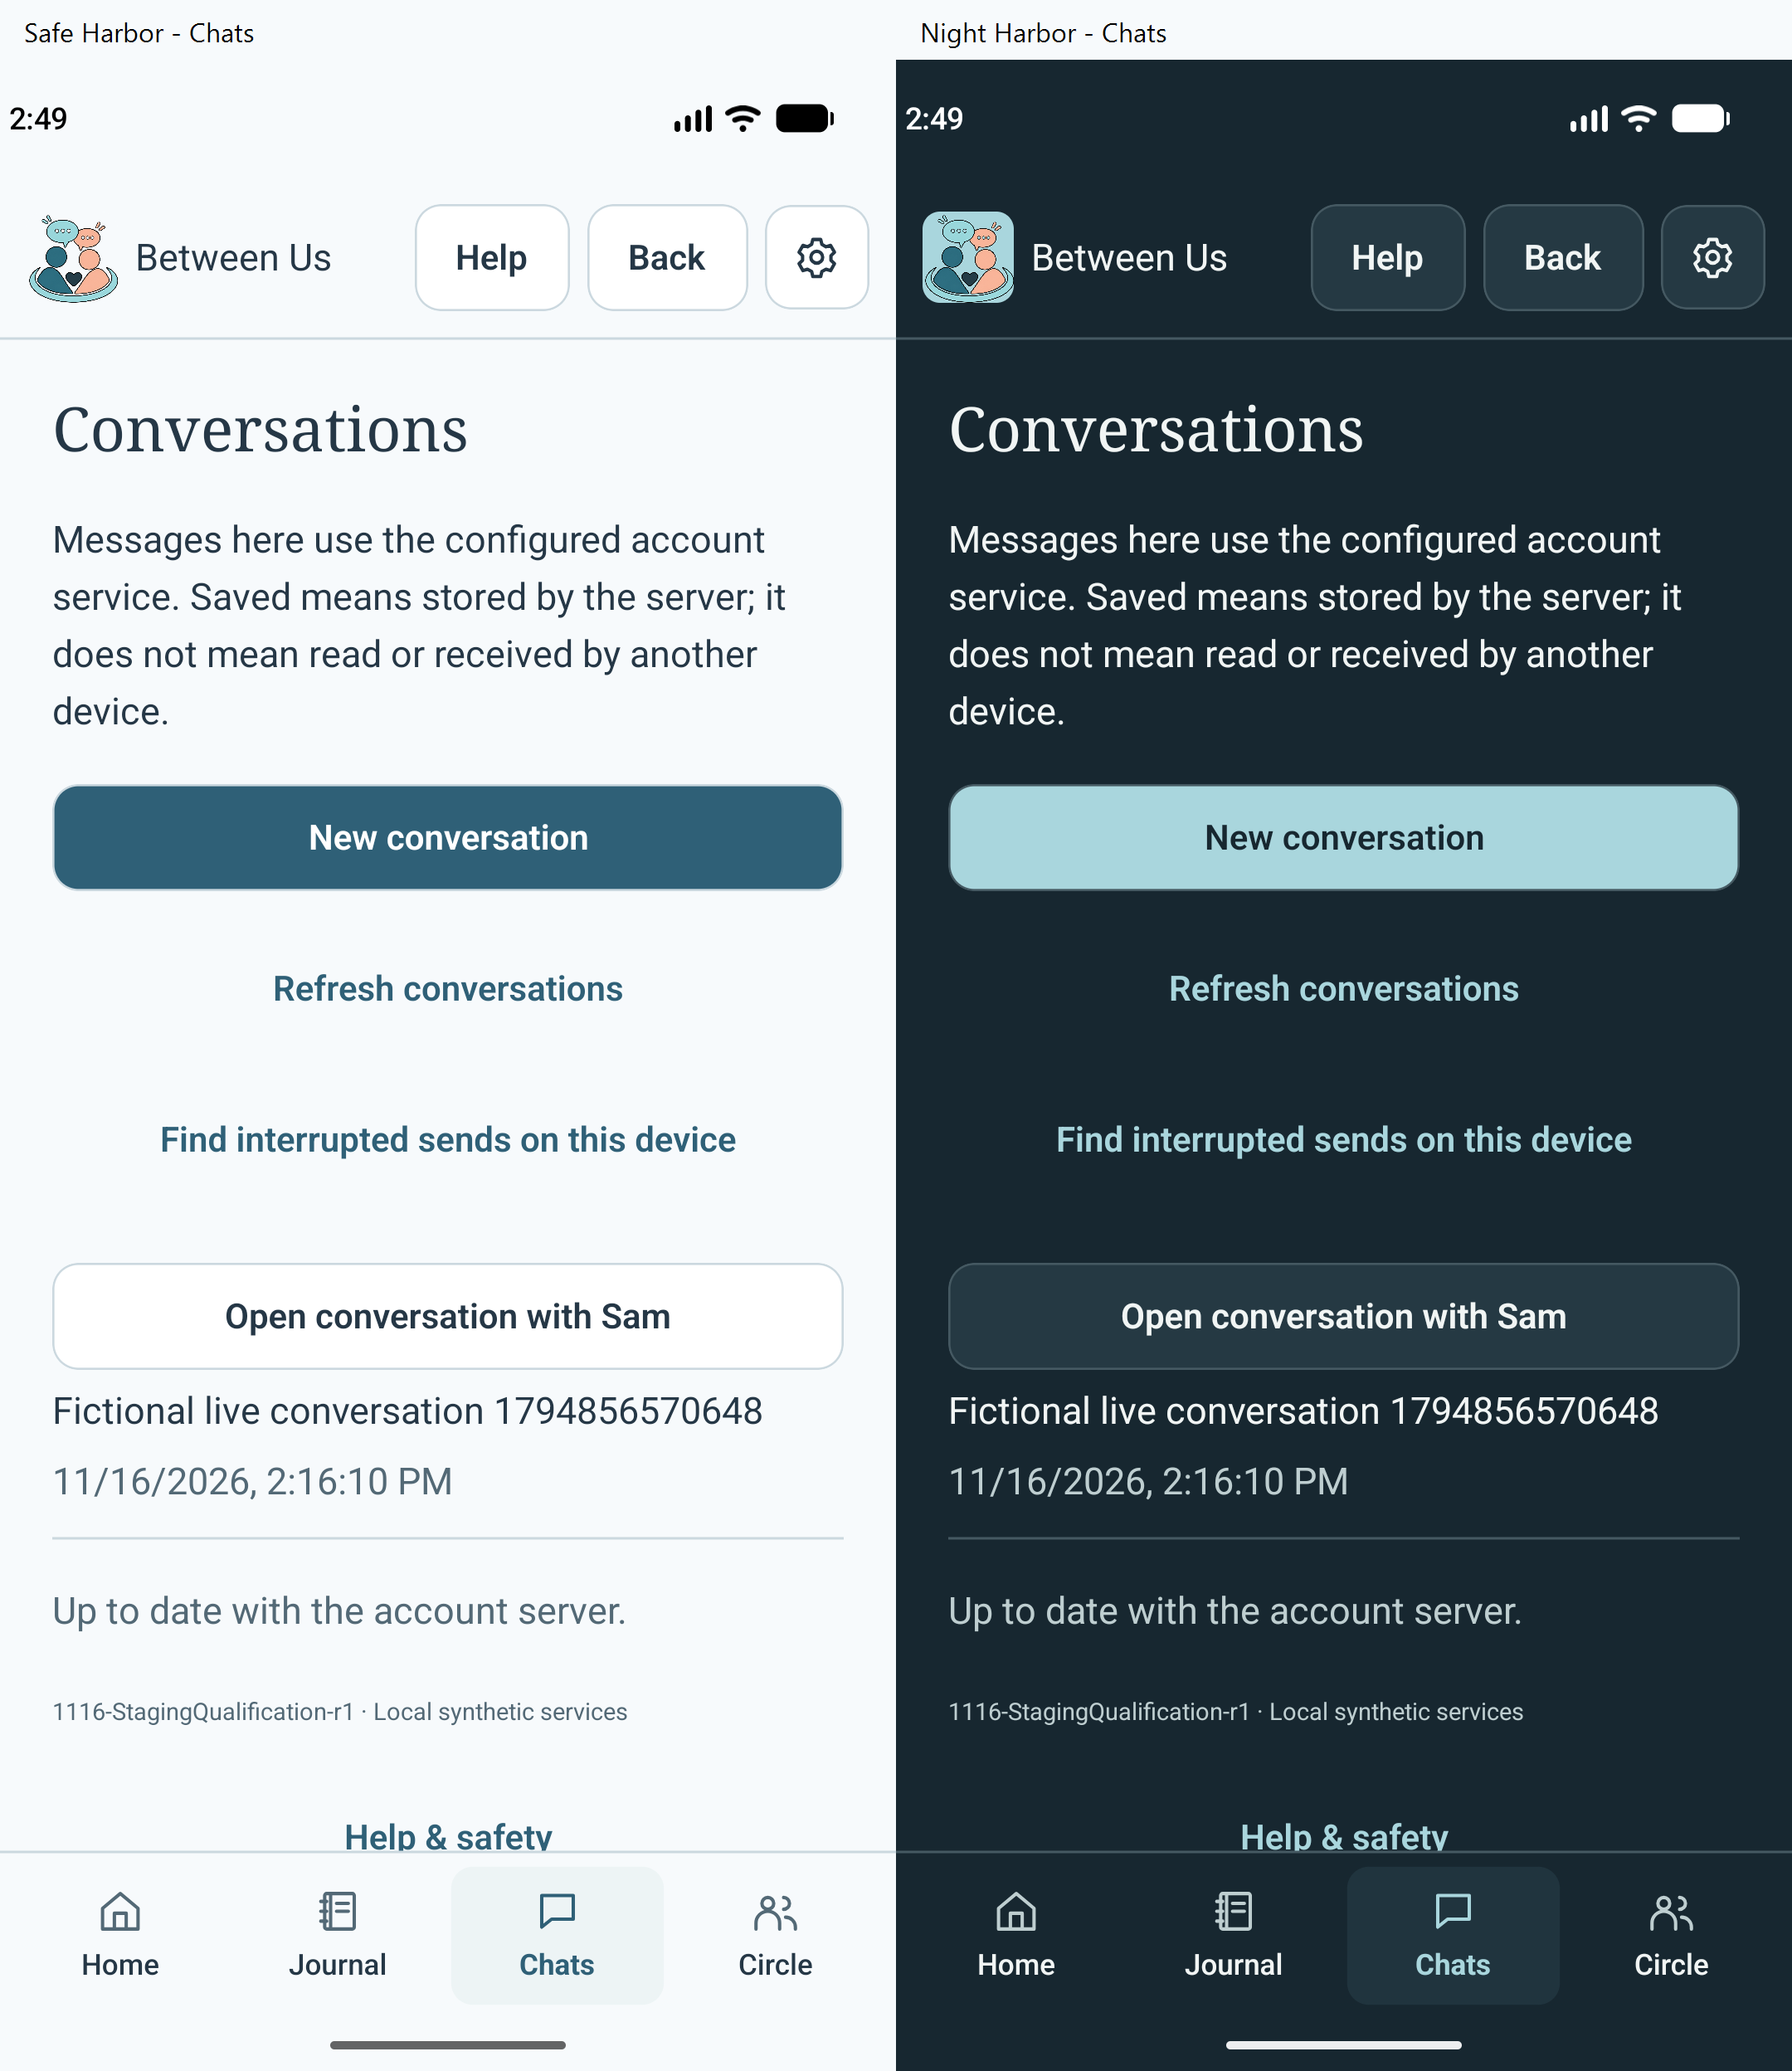 Safe Harbor - Chats
2:49
Between Us
Help
Back
Conversations
Messages here use the configured account
service. Saved means stored by the server; it
does not mean read or received by another
device.
New conversation
Refresh conversations
Find interrupted sends on this device
Open conversation with Sam
Fictional live conversation 1794856570648
11/16/2026, 2:16:10 PM
Up to date with the account server.
1116-StagingQualification-r1 · Local synthetic services
Help & safety
Home
Journal
Chats
Circle
Night Harbor - Chats
2:49
Between Us
Help
Back
Conversations
Messages here use the configured account
service. Saved means stored by the server; it
does not mean read or received by another
device.
New conversation
Refresh conversations
Find interrupted sends on this device
Open conversation with Sam
Fictional live conversation 1794856570648
11/16/2026, 2:16:10 PM
Up to date with the account server.
1116-StagingQualification-r1 · Local synthetic services
Help & safety
Home
Journal
Chats
Circle